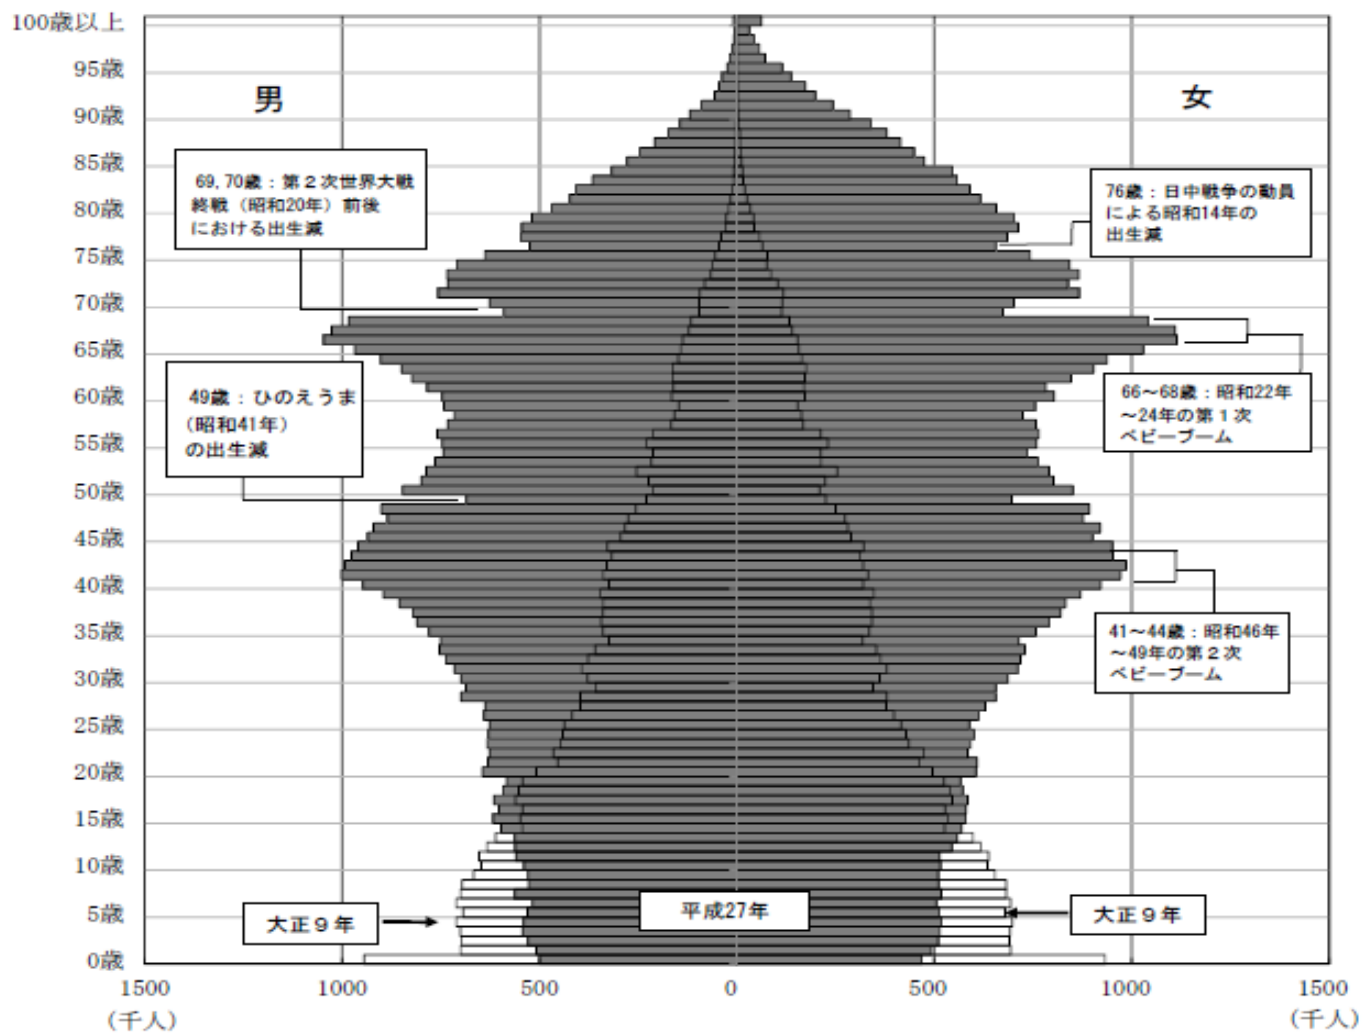 100歳以上
95歳
90歳
85歳
80歳
75歳
70歳
65歳
60歳
55歳
50歳
45歳
40歳
35歳
30歳
25歳
20歳
15歳
10歳
5歳
0歳
男
女
69,70歳：第２次世界大戦
終戦（昭和20年）前後
における出生減
76歳：日中戦争の動員
による昭和14年の
出生減
49歳：ひのえうま
（昭和41年）
の出生減
66～68歳：昭和22年
～24年の第１次
ベビーブーム
41～44歳：昭和46年
～49年の第２次
ベビーブーム
大正９年
平成27年
大正９年
1500
1000
500
0
500
1000
1500
（千人）
（千人）